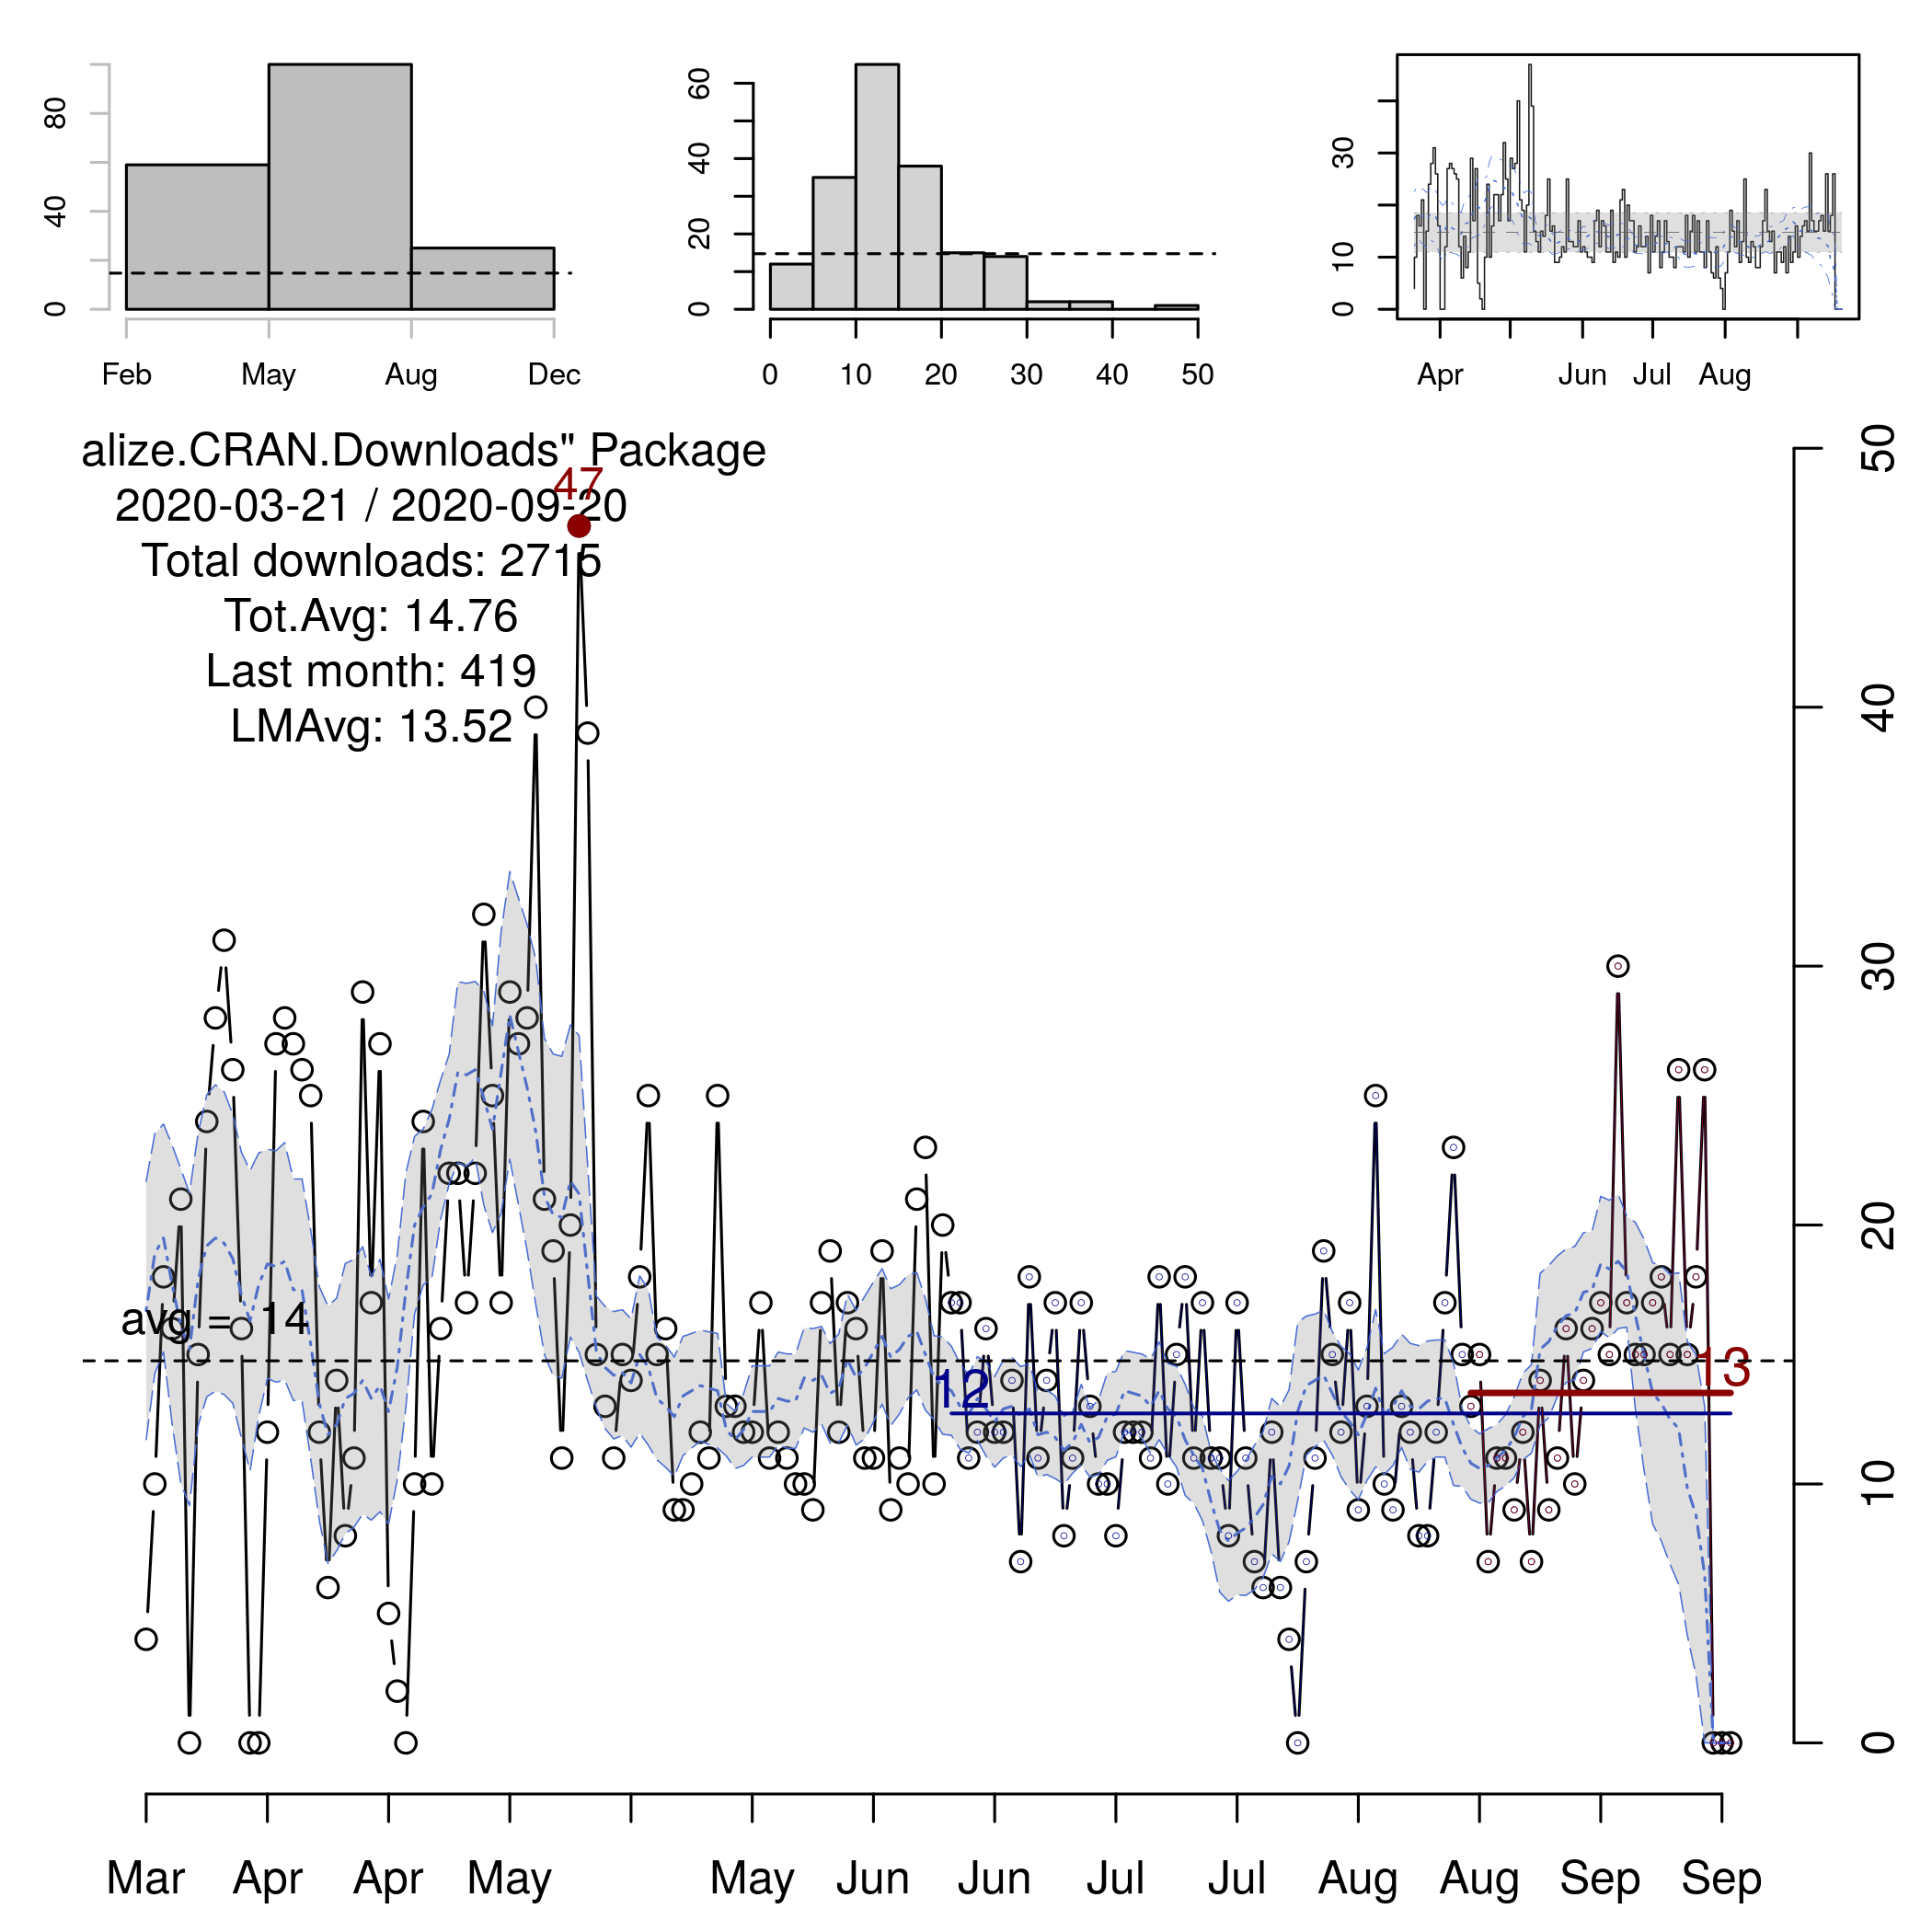 80
40
0
Feb May Aug Dec
60
40
20
0
0 10 20 30 40 50
30
10
0
Apr Jun Jul Aug
alize.CRAN.Downloads" Package
2020-03-21 / 2020-09-20
Total downloads: 2715
Tot.Avg: 14.76
Last month: 419
LMAvg: 13.52
47
avg = 14
12
13
50
40
30
20
10
0
Mar Apr Apr May May Jun Jun Jul Jul Aug Aug Sep Sep